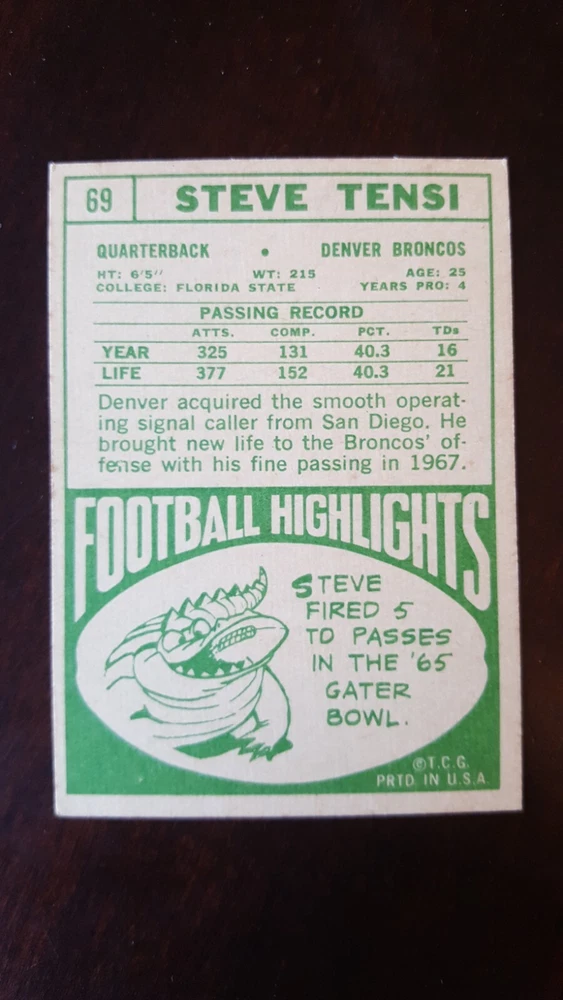 69 STEVE TENSI
QUARTERBACK • DENVER BRONCOS
HT: 6'5" WT: 215 AGE: 25
COLLEGE: FLORIDA STATE YEARS PRO: 4
PASSING RECORD
ATTS. COMP. PCT. TDs
YEAR 325 131 40.3 16
LIFE 377 152 40.3 21
Denver acquired the smooth operat-
ing signal caller from San Diego. He
brought new life to the Broncos' of-
fense with his fine passing in 1967.
FOOTBALL HIGHLIGHTS
STEVE
FIRED 5
TD PASSES
IN THE '65
GATER
BOWL.
©T.C.G.
PRTD IN U.S.A.